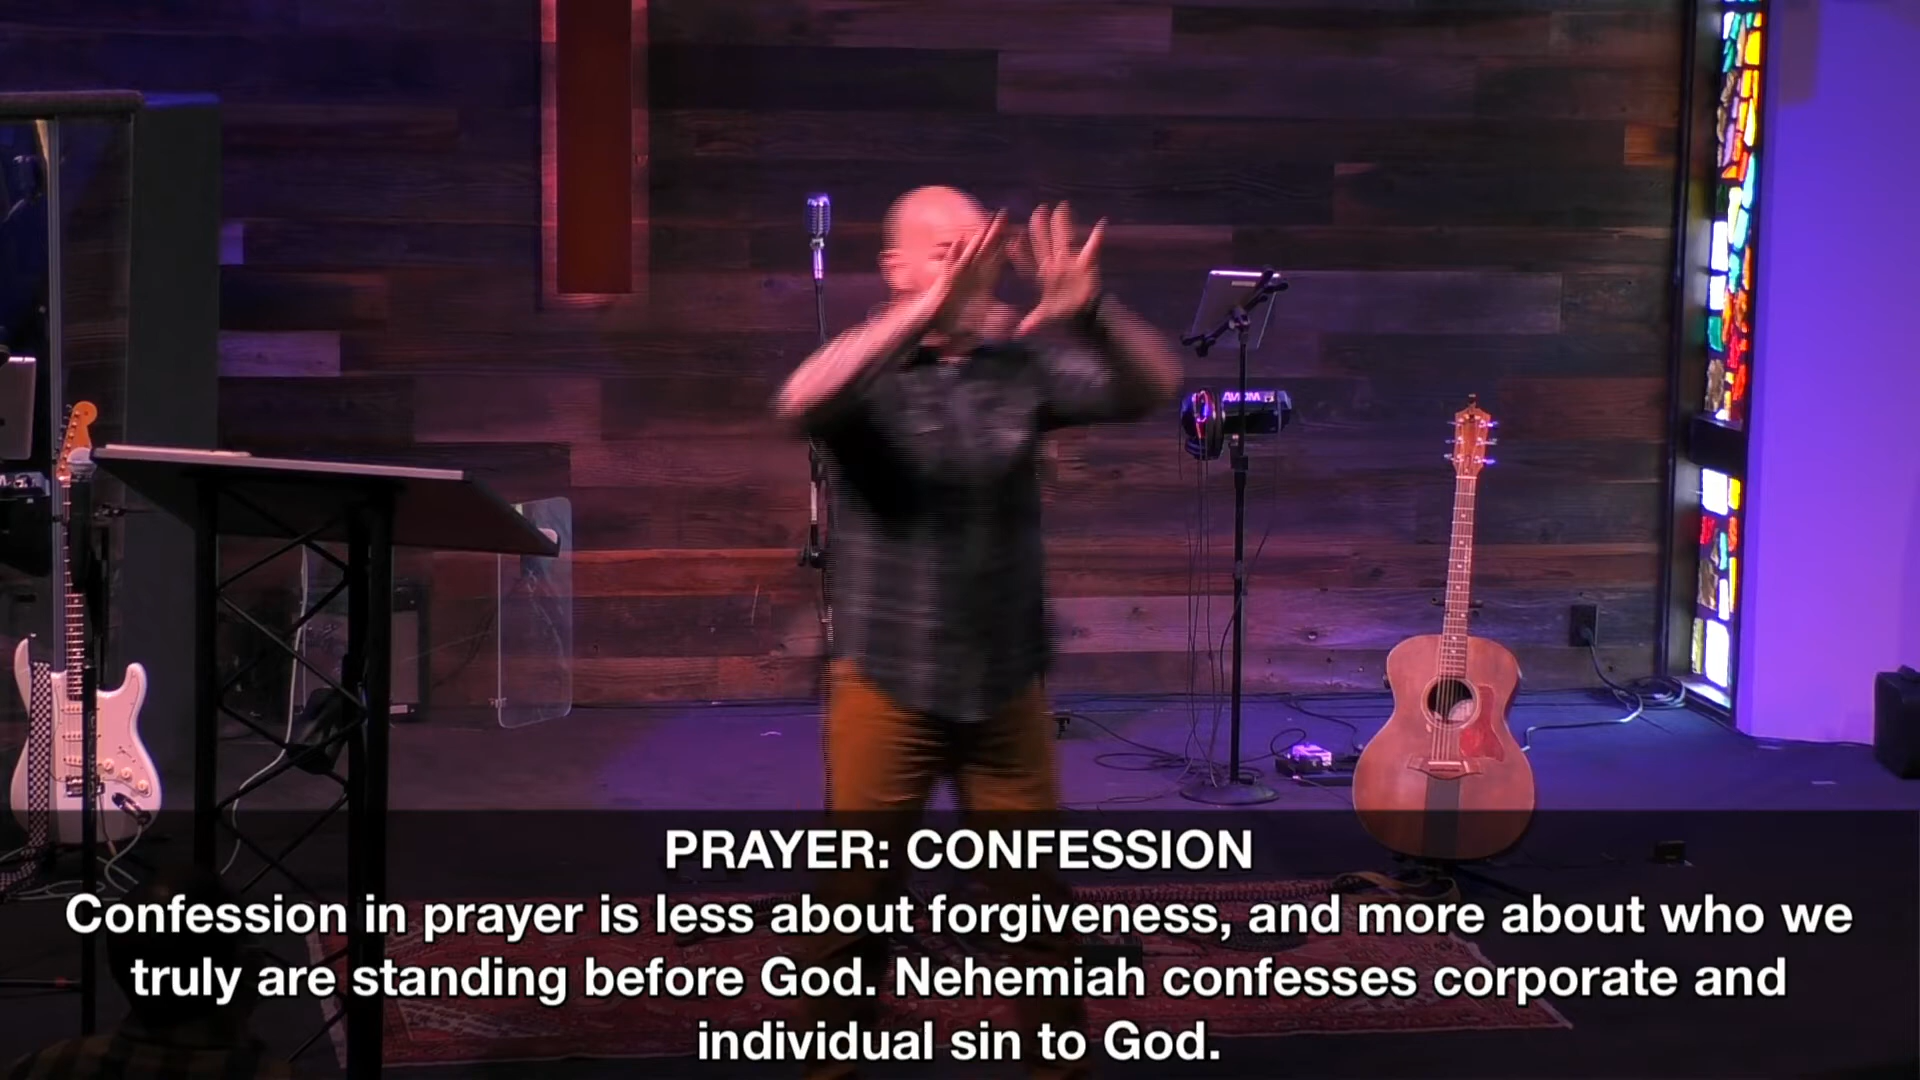 AVIOM
PRAYER: CONFESSION
Confession in prayer is less about forgiveness, and more about who we
truly are standing before God. Nehemiah confesses corporate and
individual sin to God.